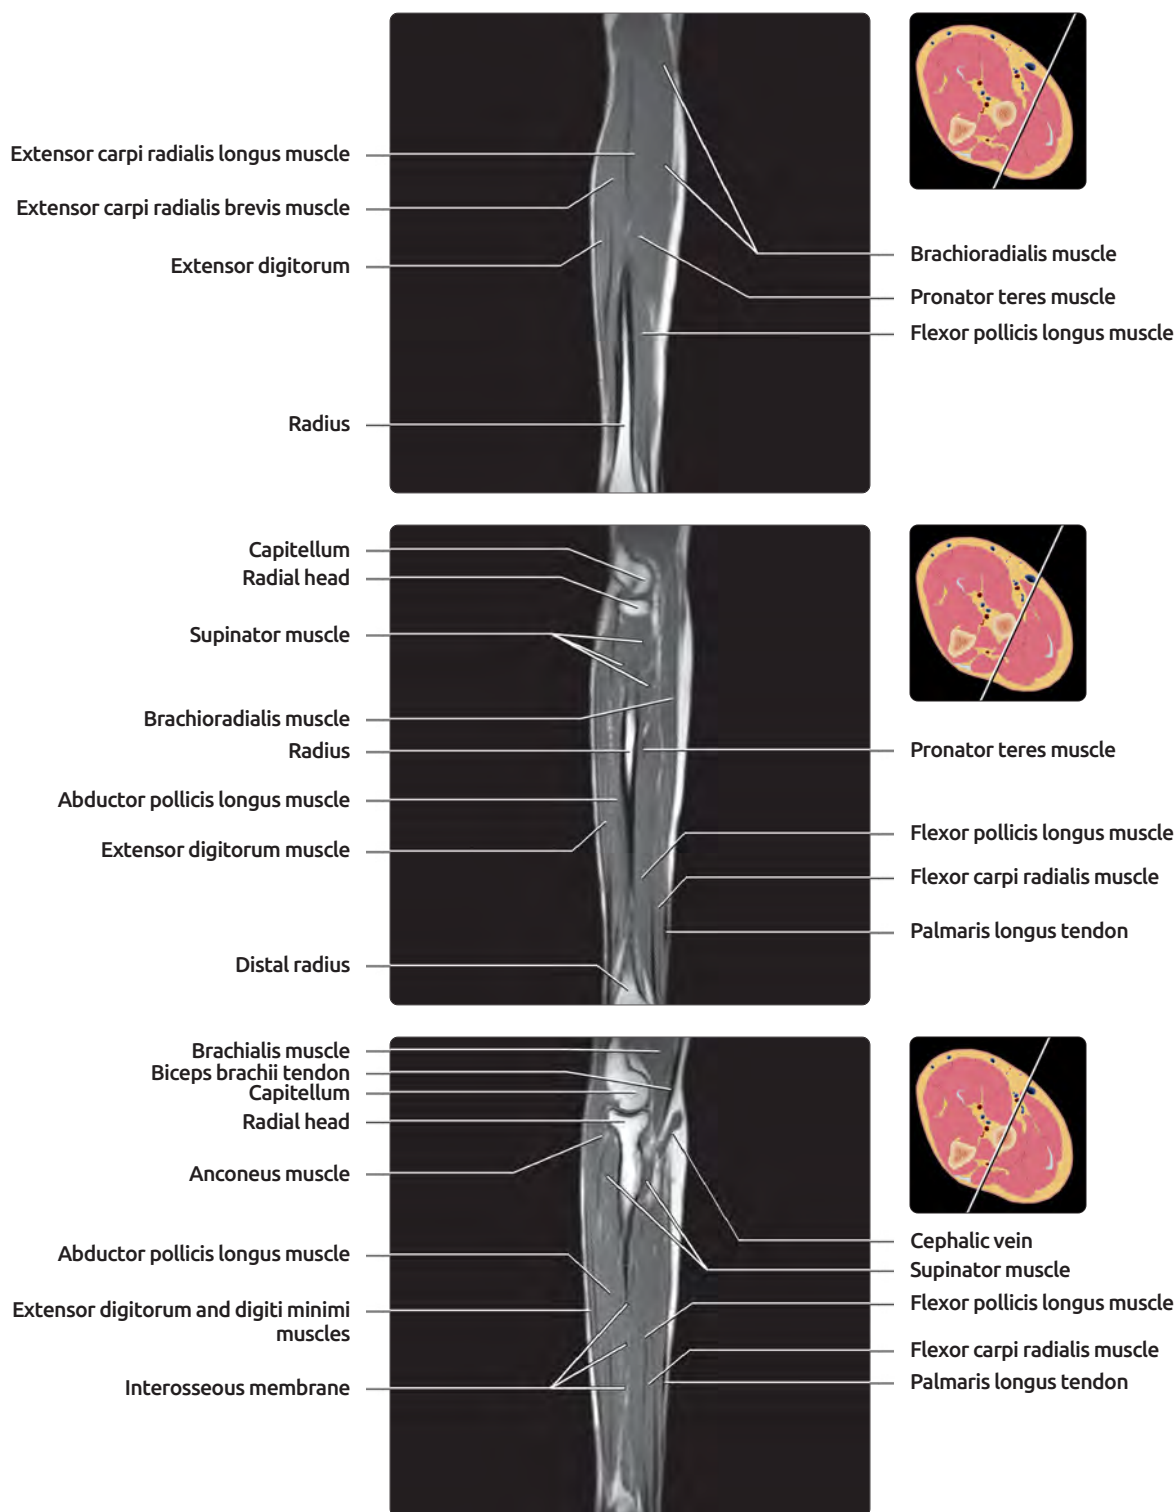 Extensor carpi radialis longus muscle
Extensor carpi radialis brevis muscle
Extensor digitorum
Radius
Brachioradialis muscle
Pronator teres muscle
Flexor pollicis longus muscle
Capitellum
Radial head
Supinator muscle
Brachioradialis muscle
Radius
Abductor pollicis longus muscle
Extensor digitorum muscle
Distal radius
Pronator teres muscle
Flexor pollicis longus muscle
Flexor carpi radialis muscle
Palmaris longus tendon
Brachialis muscle
Biceps brachii tendon
Capitellum
Radial head
Anconeus muscle
Abductor pollicis longus muscle
Extensor digitorum and digiti minimi
muscles
Interosseous membrane
Cephalic vein
Supinator muscle
Flexor pollicis longus muscle
Flexor carpi radialis muscle
Palmaris longus tendon